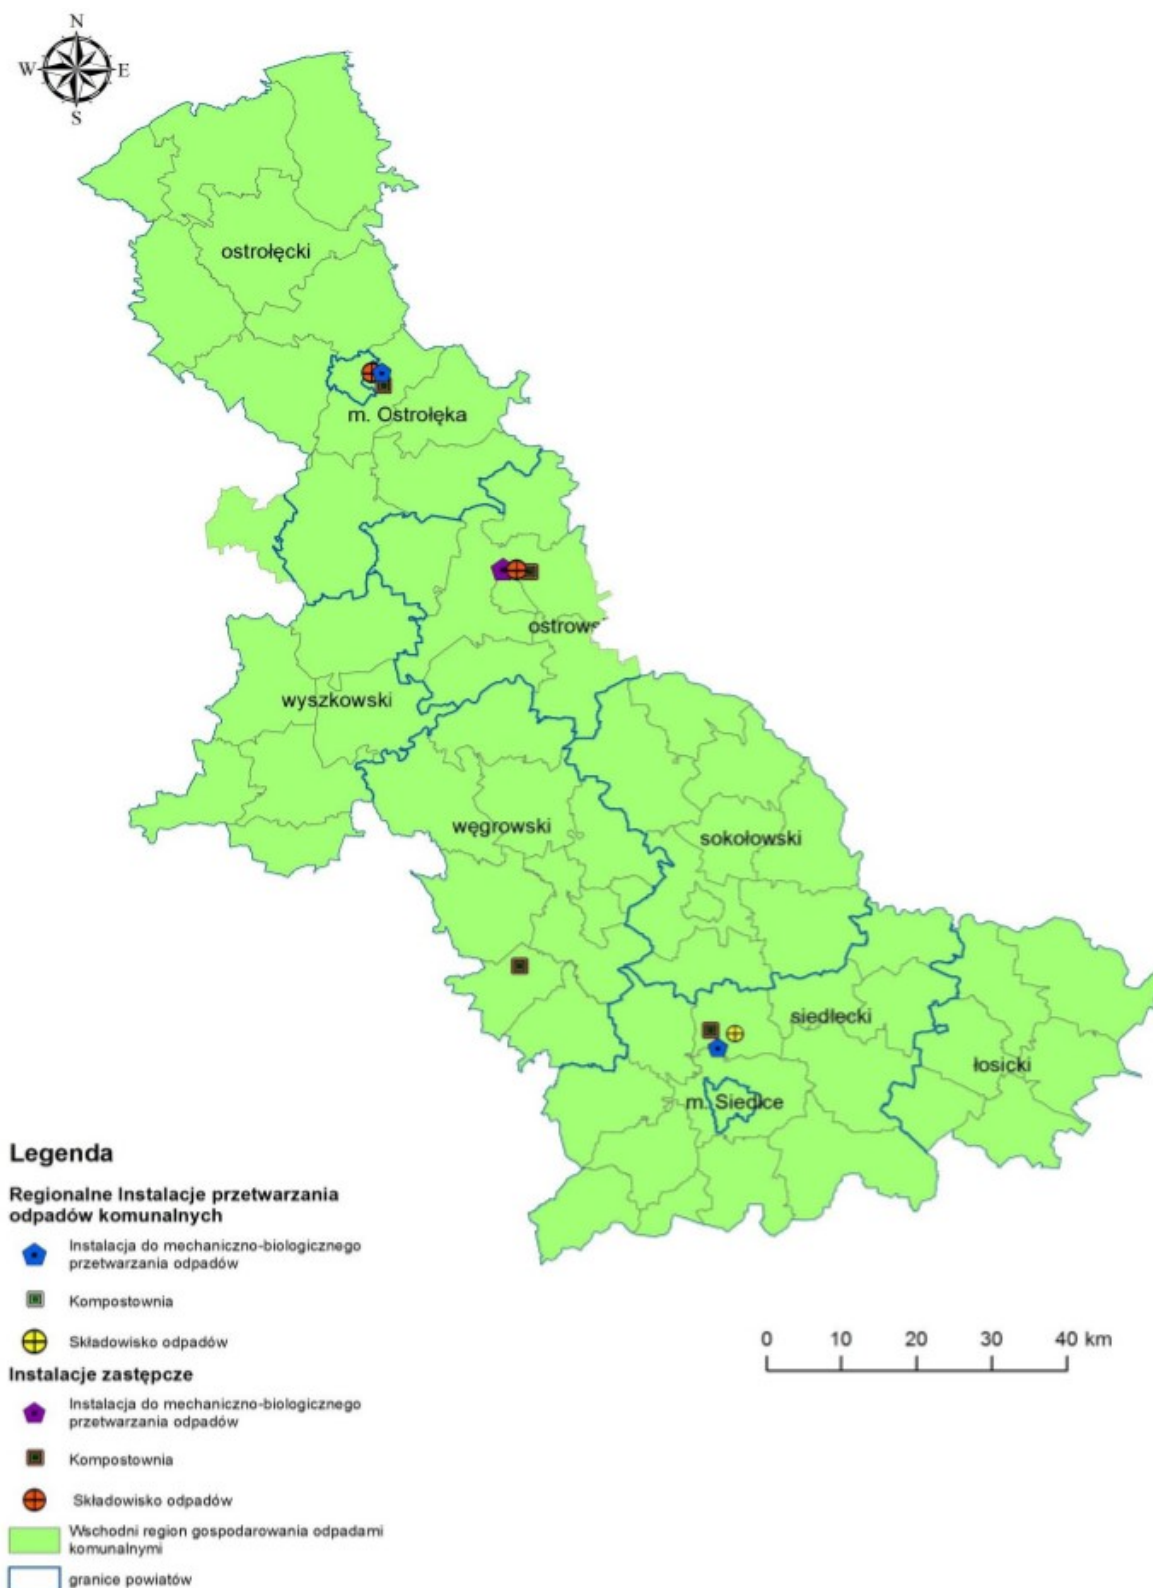 N
W E
S
ostrołęcki
m. Ostrołęka
ostrows
wyszkowski
węgrowski
sokołowski
siedlecki
łosicki
m. Siedlce
Legenda
Regionalne Instalacje przetwarzania
odpadów komunalnych
Instalacja do mechaniczno-biologicznego
przetwarzania odpadów
Kompostownia
Składowisko odpadów
Instalacje zastępcze
Instalacja do mechaniczno-biologicznego
przetwarzania odpadów
Kompostownia
Składowisko odpadów
Wschodni region gospodarowania odpadami
komunalnymi
granice powiatów
0 10 20 30 40 km